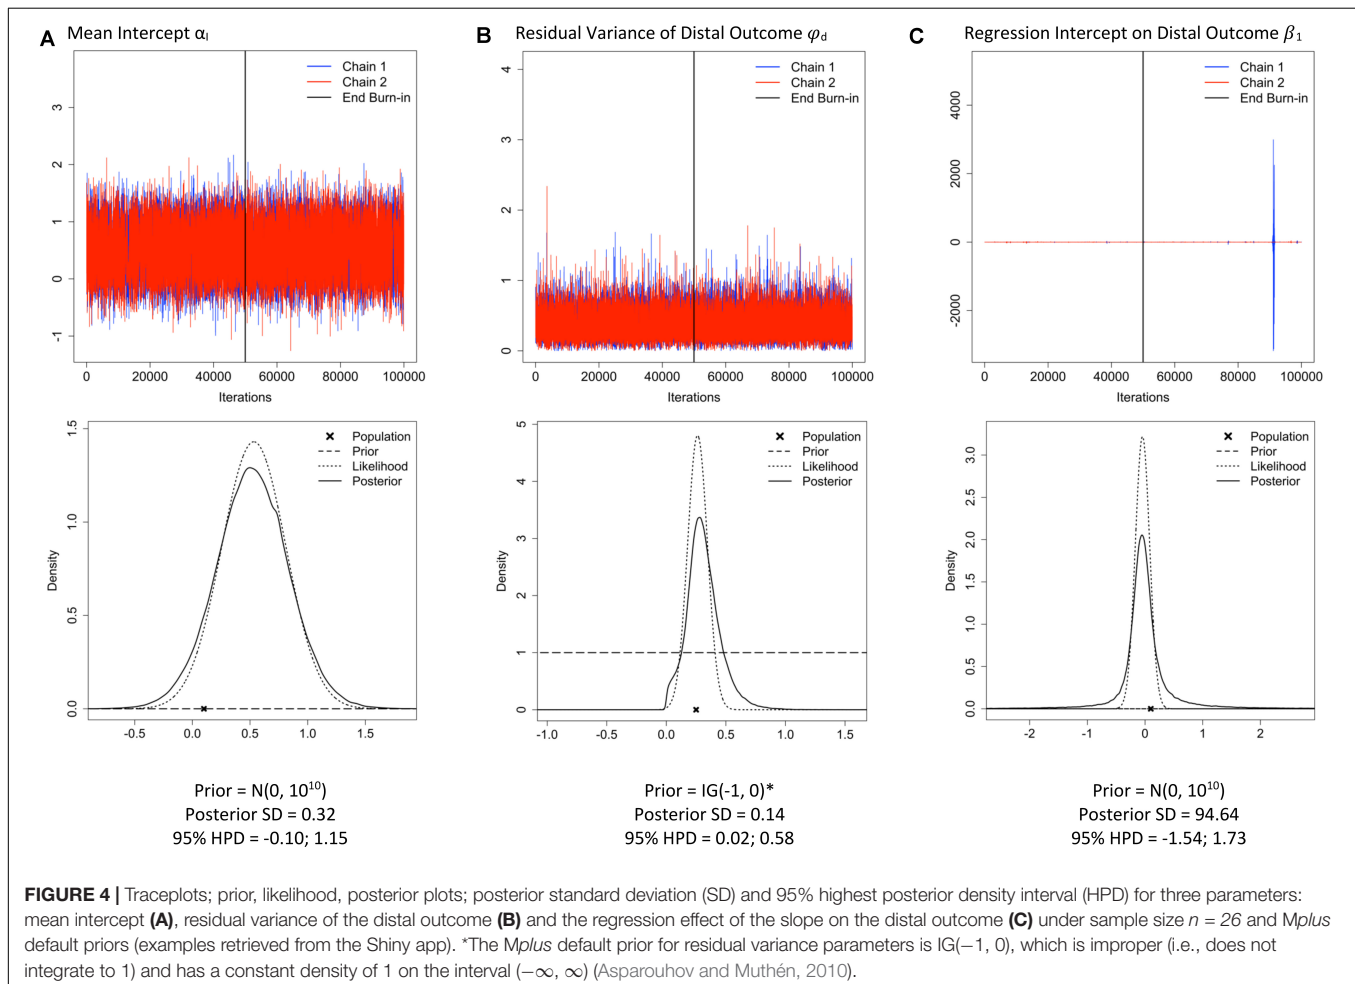 A Mean Intercept αI
B Residual Variance of Distal Outcome φd
C Regression Intercept on Distal Outcome β1
Chain 1
Chain 2
End Burn-in
3
2
1
0
-1
0 20000 40000 60000 80000 100000
Iterations
Chain 1
Chain 2
End Burn-in
4
3
2
1
0
0 20000 40000 60000 80000 100000
Iterations
Chain 1
Chain 2
End Burn-in
4000
2000
0
-2000
0 20000 40000 60000 80000 100000
Iterations
Population
Prior
Likelihood
Posterior
Density
1.5
1.0
0.5
0.0
-0.5 0.0 0.5 1.0 1.5
Population
Prior
Likelihood
Posterior
Density
5
4
3
2
1
0
-1.0 -0.5 0.0 0.5 1.0 1.5
Population
Prior
Likelihood
Posterior
Density
3.0
2.5
2.0
1.5
1.0
0.5
0.0
-2 -1 0 1 2
Prior = N(0, 10^10)
Posterior SD = 0.32
95% HPD = -0.10; 1.15
Prior = IG(-1, 0)*
Posterior SD = 0.14
95% HPD = 0.02; 0.58
Prior = N(0, 10^10)
Posterior SD = 94.64
95% HPD = -1.54; 1.73
FIGURE 4 | Traceplots; prior, likelihood, posterior plots; posterior standard deviation (SD) and 95% highest posterior density interval (HPD) for three parameters:
mean intercept (A), residual variance of the distal outcome (B) and the regression effect of the slope on the distal outcome (C) under sample size n = 26 and Mplus
default priors (examples retrieved from the Shiny app). *The Mplus default prior for residual variance parameters is IG(−1, 0), which is improper (i.e., does not
integrate to 1) and has a constant density of 1 on the interval (−∞, ∞) (Asparouhov and Muthén, 2010).